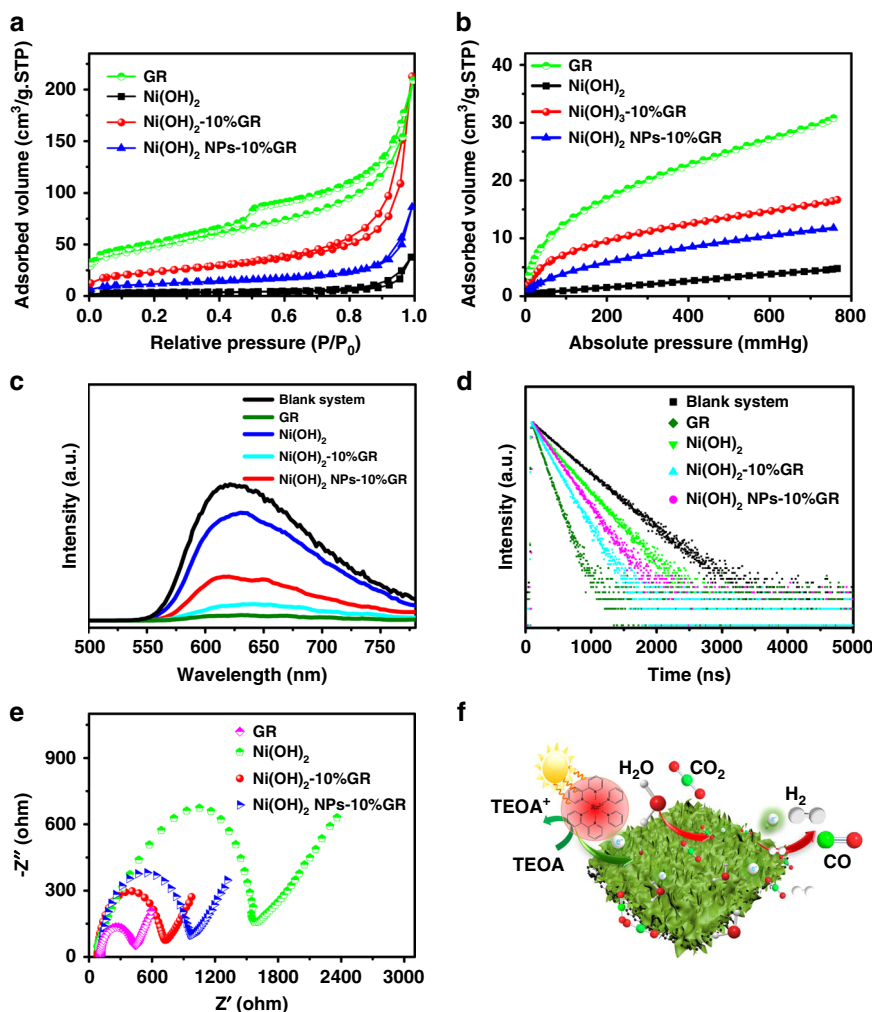 a
Adsorbed volume (cm³/g.STP)
200
150
100
50
0
GR
Ni(OH)₂
Ni(OH)₂-10%GR
Ni(OH)₂ NPs-10%GR
0.0 0.2 0.4 0.6 0.8 1.0
Relative pressure (P/P₀)
b
Adsorbed volume (cm³/g.STP)
40
30
20
10
0
GR
Ni(OH)₂
Ni(OH)₃-10%GR
Ni(OH)₂ NPs-10%GR
0 200 400 600 800
Absolute pressure (mmHg)
c
Intensity (a.u.)
Blank system
GR
Ni(OH)₂
Ni(OH)₂-10%GR
Ni(OH)₂ NPs-10%GR
500 550 600 650 700 750
Wavelength (nm)
d
Intensity (a.u.)
Blank system
GR
Ni(OH)₂
Ni(OH)₂-10%GR
Ni(OH)₂ NPs-10%GR
0 1000 2000 3000 4000 5000
Time (ns)
e
-Z″ (ohm)
900
600
300
0
GR
Ni(OH)₂
Ni(OH)₂-10%GR
Ni(OH)₂ NPs-10%GR
0 600 1200 1800 2400 3000
Z′ (ohm)
f
H₂O
CO₂
TEOA⁺
H₂
TEOA
CO